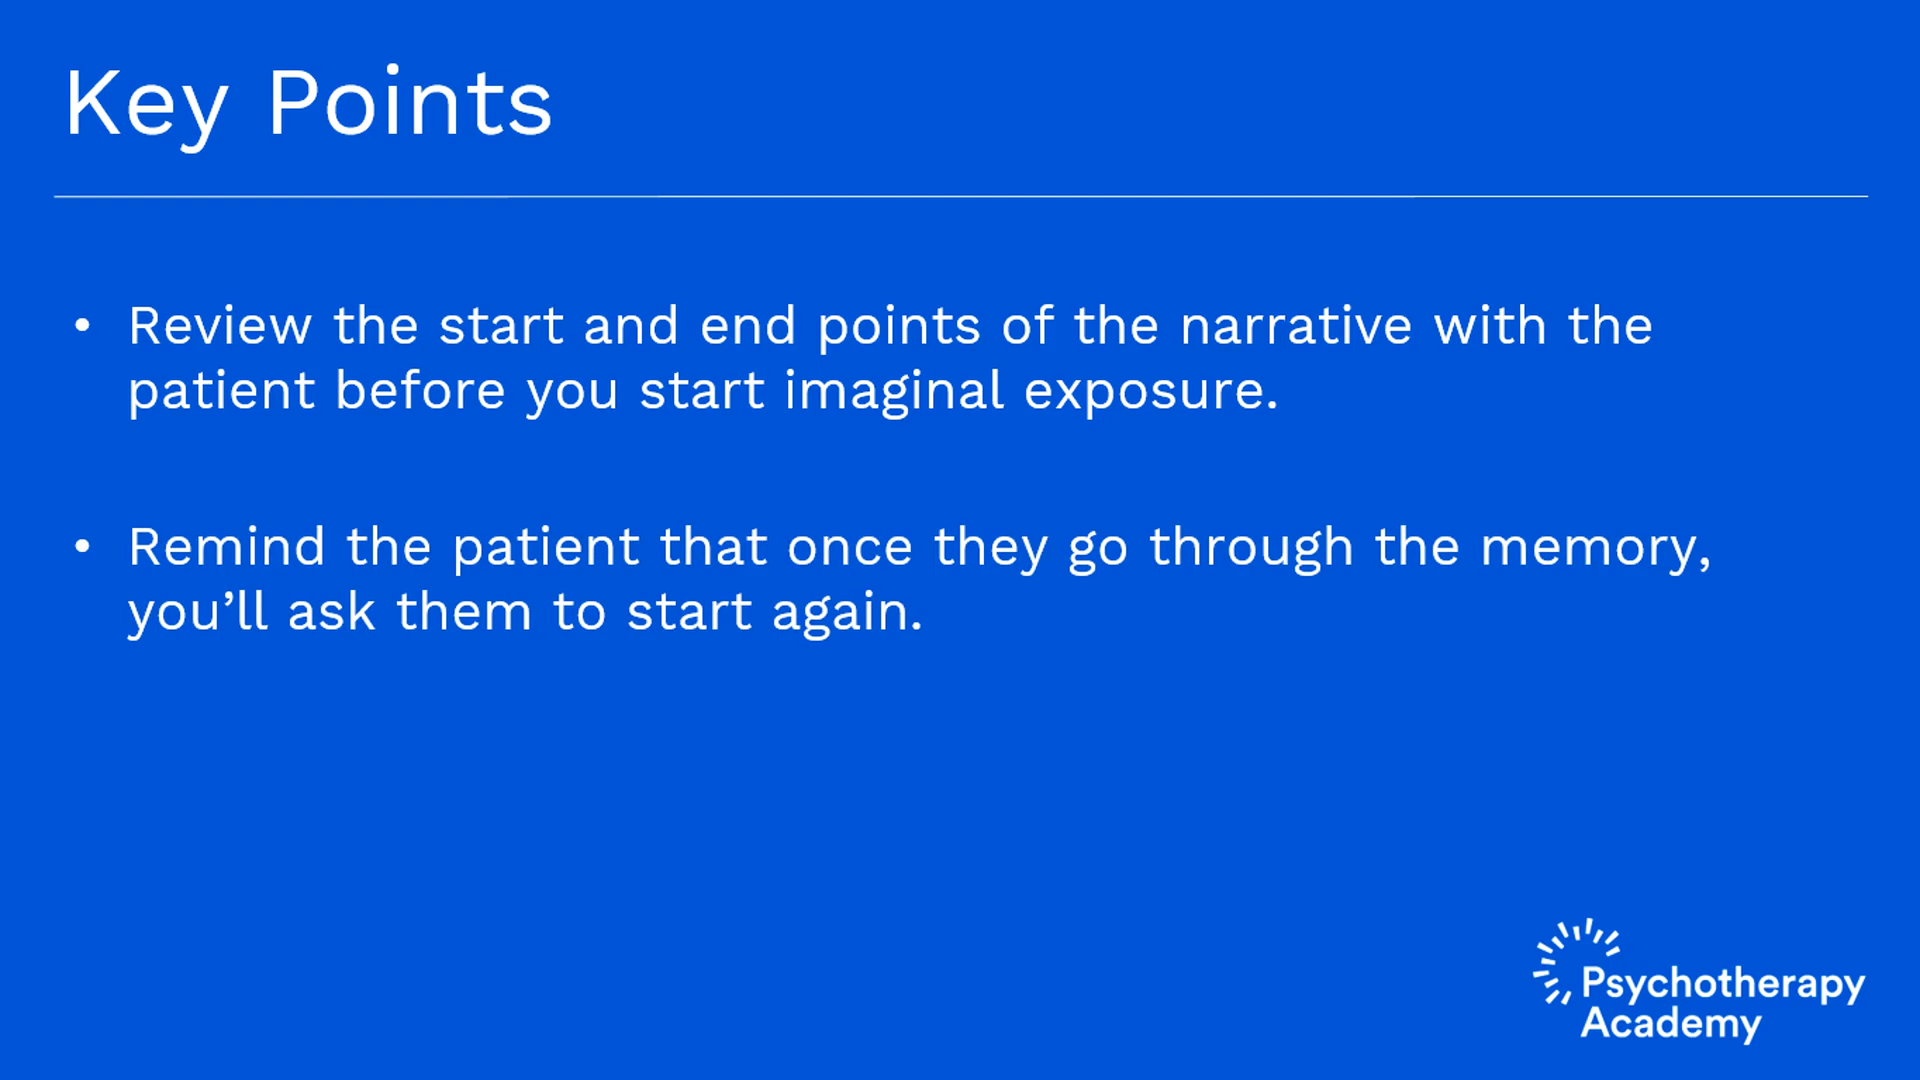 Key Points
• Review the start and end points of the narrative with the
patient before you start imaginal exposure.
• Remind the patient that once they go through the memory,
you’ll ask them to start again.
Psychotherapy
Academy